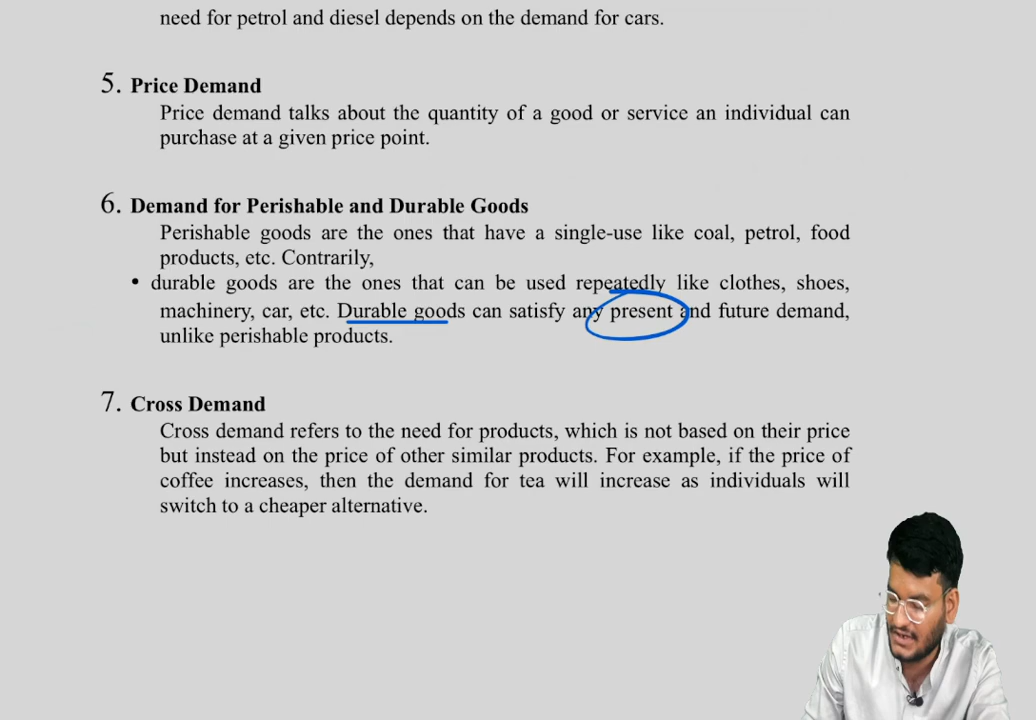 need for petrol and diesel depends on the demand for cars.
5. Price Demand
Price demand talks about the quantity of a good or service an individual can
purchase at a given price point.
6. Demand for Perishable and Durable Goods
Perishable goods are the ones that have a single-use like coal, petrol, food
products, etc. Contrarily,
• durable goods are the ones that can be used repeatedly like clothes, shoes,
machinery, car, etc. Durable goods can satisfy any present and future demand,
unlike perishable products.
7. Cross Demand
Cross demand refers to the need for products, which is not based on their price
but instead on the price of other similar products. For example, if the price of
coffee increases, then the demand for tea will increase as individuals will
switch to a cheaper alternative.